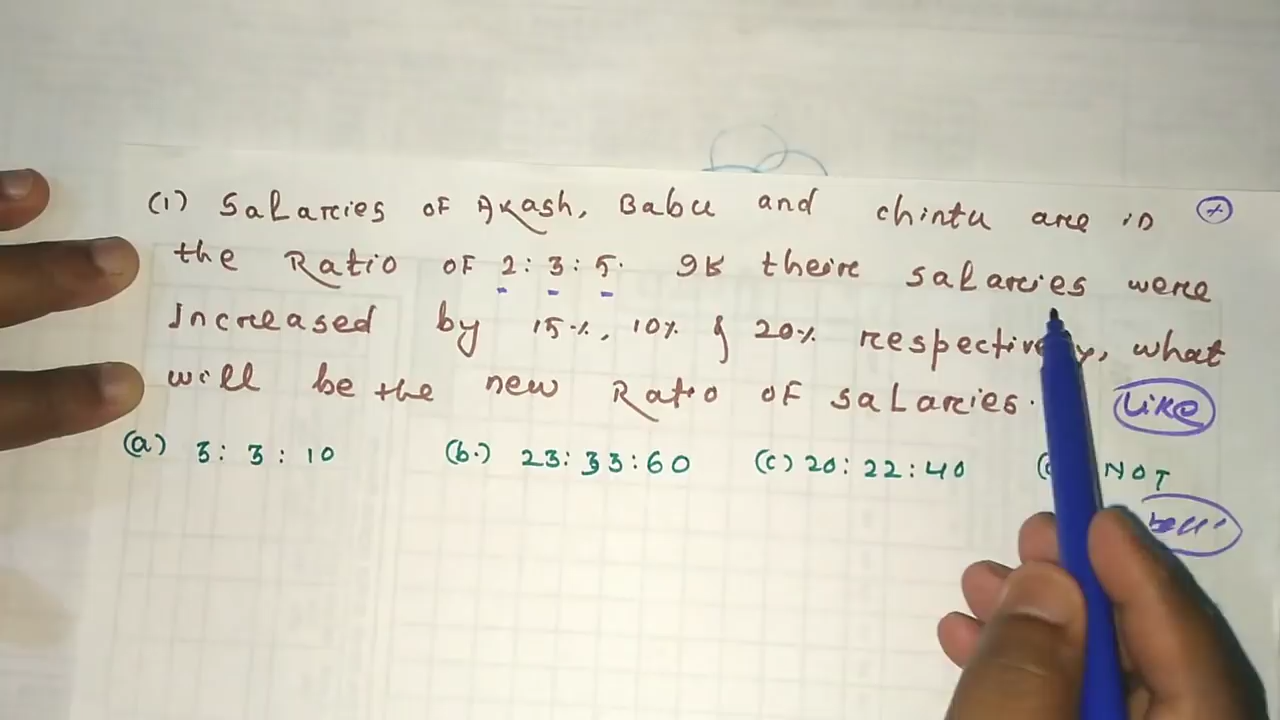 (1) Salaries of Akash, Babu and chintu are in
the Ratio of 2:3:5. If their salaries were
Increased by 15%, 10% & 20% respectively, what
will be the new Ratio of salaries.
Like
(a) 3:3:10 (b.) 23:33:60 (c) 20:22:40 NOT